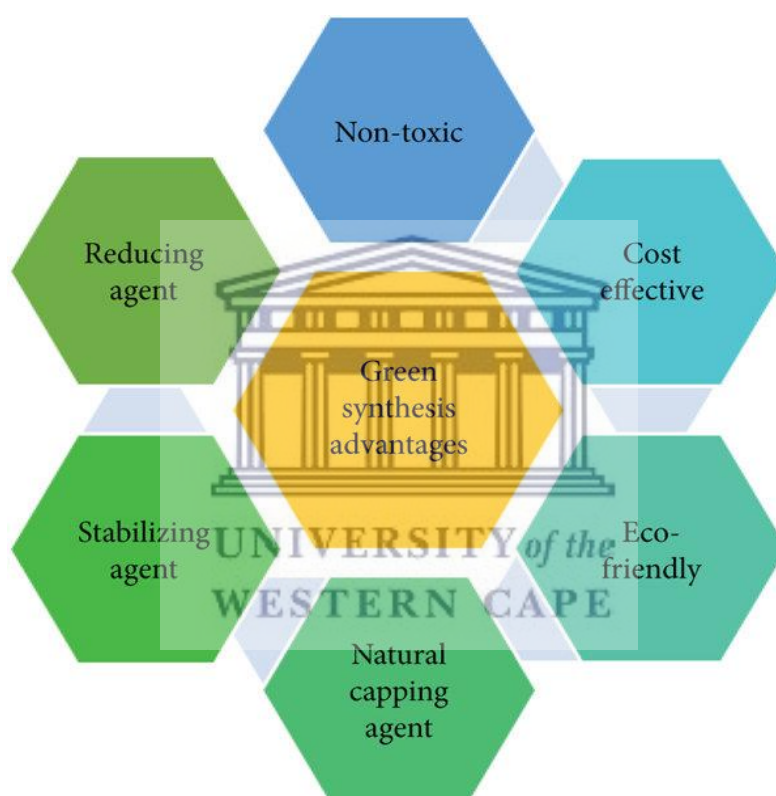 Non-toxic
Cost
effective
Eco-
friendly
Natural
capping
agent
Stabilizing
agent
Reducing
agent
Green
synthesis
advantages
UNIVERSITY of the
WESTERN CAPE